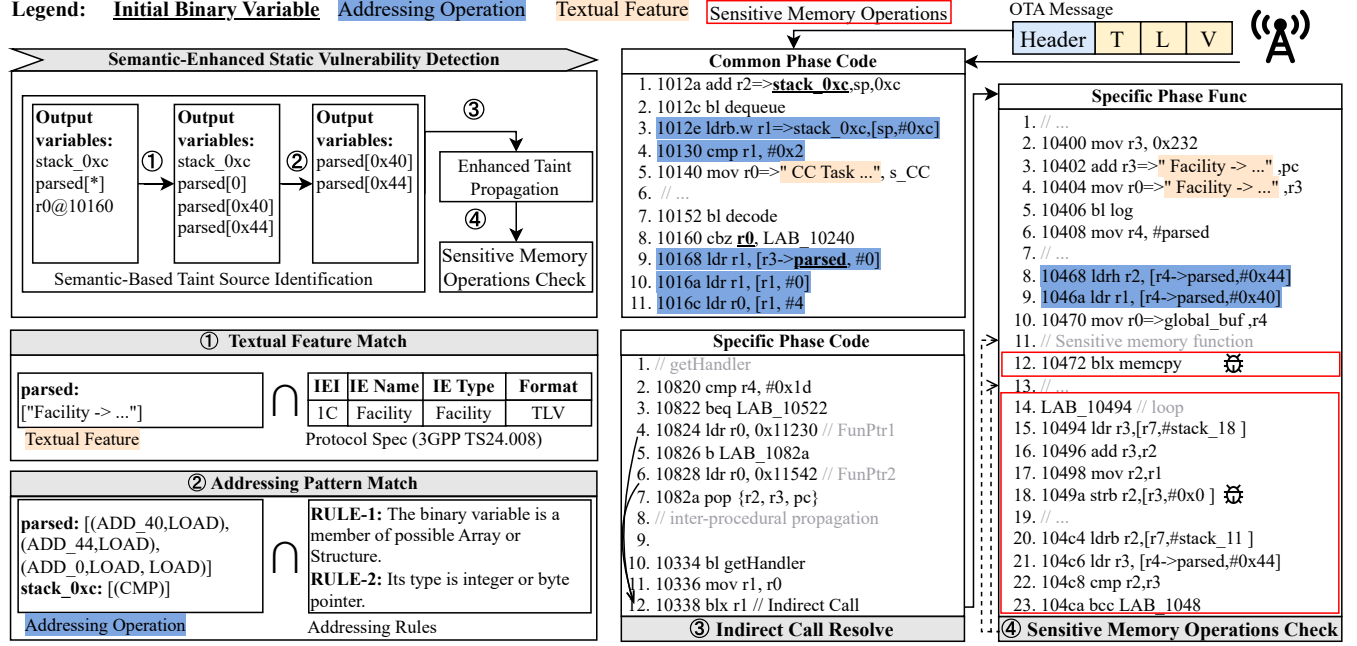 Legend: Initial Binary Variable Addressing Operation Textual Feature Sensitive Memory Operations
OTA Message
Header T L V
Semantic-Enhanced Static Vulnerability Detection
Output variables:
stack_0xc
parsed[*]
r0@10160
①
Output variables:
stack_0xc
parsed[0]
parsed[0x40]
parsed[0x44]
②
Output variables:
parsed[0x40]
parsed[0x44]
Semantic-Based Taint Source Identification
③
Enhanced Taint
Propagation
④
Sensitive Memory
Operations Check
① Textual Feature Match
parsed:
["Facility -> ..."]
Textual Feature
⋂
IEI IE Name IE Type Format
1C Facility Facility TLV
Protocol Spec (3GPP TS24.008)
② Addressing Pattern Match
parsed: [(ADD_40,LOAD),
(ADD_44,LOAD),
(ADD_0,LOAD, LOAD)]
stack_0xc: [(CMP)]
Addressing Operation
⋂
RULE-1: The binary variable is a
member of possible Array or
Structure.
RULE-2: Its type is integer or byte
pointer.
Addressing Rules
Common Phase Code
1. 1012a add r2=>stack_0xc,sp,0xc
2. 1012c bl dequeue
3. 1012e ldrb.w r1=>stack_0xc,[sp,#0xc]
4. 10130 cmp r1, #0x2
5. 10140 mov r0=>" CC Task ...", s_CC
6. // ...
7. 10152 bl decode
8. 10160 cbz r0, LAB_10240
9. 10168 ldr r1, [r3->parsed, #0]
10. 1016a ldr r1, [r1, #0]
11. 1016c ldr r0, [r1, #4
Specific Phase Code
1. // getHandler
2. 10820 cmp r4, #0x1d
3. 10822 beq LAB_10522
4. 10824 ldr r0, 0x11230 // FunPtr1
5. 10826 b LAB_1082a
6. 10828 ldr r0, 0x11542 // FunPtr2
7. 1082a pop {r2, r3, pc}
8. // inter-procedural propagation
9.
10. 10334 bl getHandler
11. 10336 mov r1, r0
12. 10338 blx r1 // Indirect Call
③ Indirect Call Resolve
Specific Phase Func
1. // ...
2. 10400 mov r3, 0x232
3. 10402 add r3=>" Facility -> ..." ,pc
4. 10404 mov r0=>" Facility -> ..." ,r3
5. 10406 bl log
6. 10408 mov r4, #parsed
7. // ...
8. 10468 ldrh r2, [r4->parsed,#0x44]
9. 1046a ldr r1, [r4->parsed,#0x40]
10. 10470 mov r0=>global_buf ,r4
11. // Sensitive memory function
12. 10472 blx memcpy
13. // ...
14. LAB_10494 // loop
15. 10494 ldr r3,[r7,#stack_18 ]
16. 10496 add r3,r2
17. 10498 mov r2,r1
18. 1049a strb r2,[r3,#0x0 ]
19. // ...
20. 104c4 ldrb r2,[r7,#stack_11 ]
21. 104c6 ldr r3, [r4->parsed,#0x44]
22. 104c8 cmp r2,r3
23. 104ca bcc LAB_1048
④ Sensitive Memory Operations Check